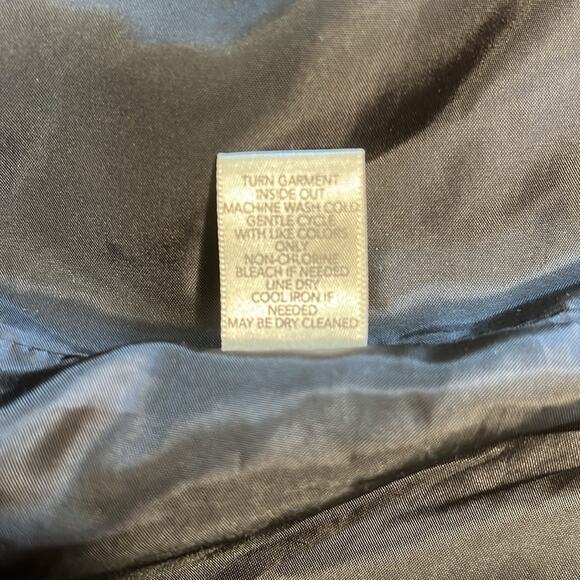 TURN GARMENT
INSIDE OUT
MACHINE WASH COLD
GENTLE CYCLE
WITH LIKE COLORS
ONLY
NON-CHLORINE
BLEACH IF NEEDED
LINE DRY
COOL IRON IF
NEEDED
MAY BE DRY CLEANED